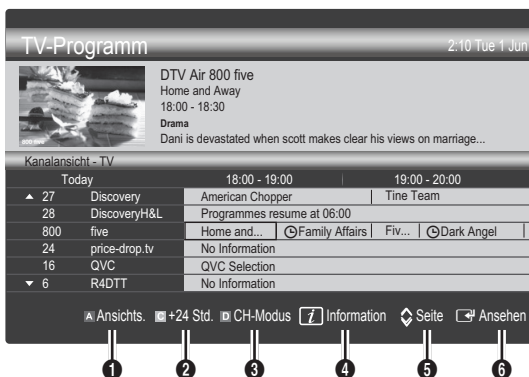 TV-Programm 2:10 Tue 1 Jun
DTV Air 800 five
Home and Away
18:00 - 18:30
Drama
Dani is devastated when scott makes clear his views on marriage...
800 five
Kanalansicht - TV
Today 18:00 - 19:00 19:00 - 20:00
▲ 27 Discovery American Chopper Tine Team
28 DiscoveryH&L Programmes resume at 06:00
800 five Home and... Family Affairs Fiv... Dark Angel
24 price-drop.tv No Information
16 QVC QVC Selection
▼ 6 R4DTT No Information
A Ansichts. C +24 Std. D CH-Modus i Information Seite Ansehen
1 2 3 4 5 6